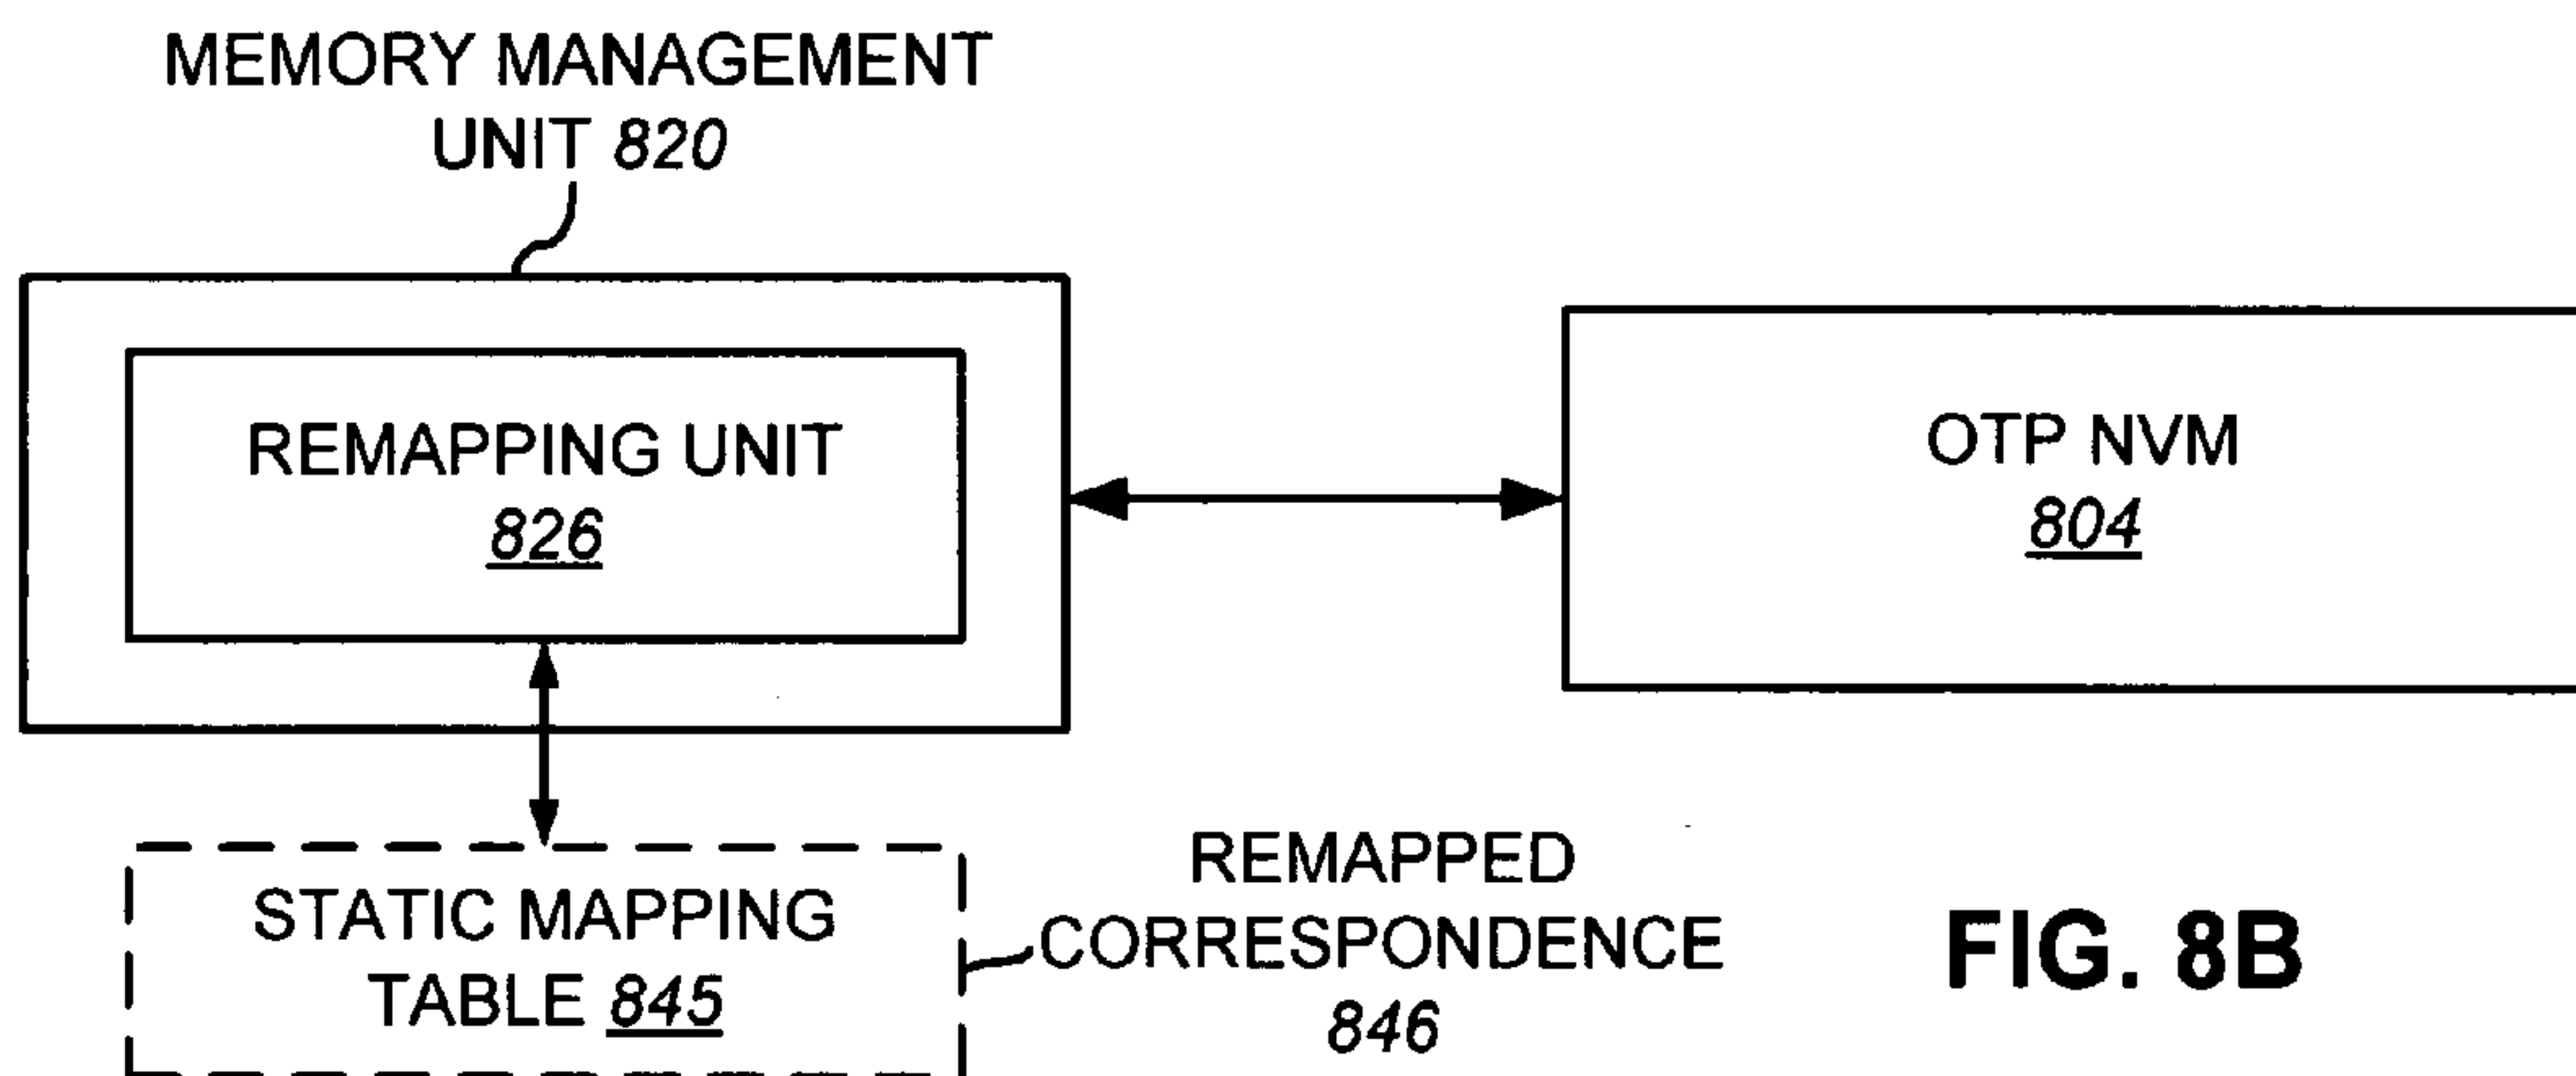 MEMORY MANAGEMENT
UNIT 820
REMAPPING UNIT
826
OTP NVM
804
STATIC MAPPING
TABLE 845
REMAPPED
CORRESPONDENCE
846
FIG. 8B